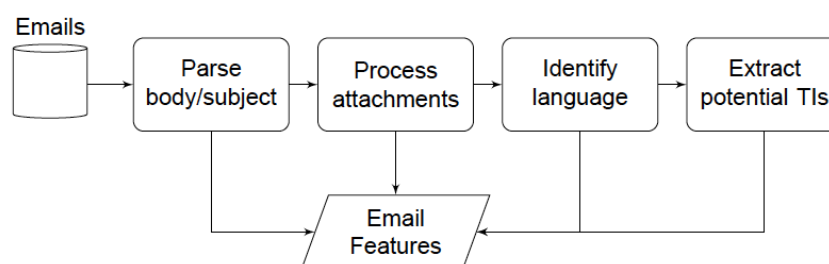 Emails
Parse
body/subject
Process
attachments
Identify
language
Extract
potential TIs
Email
Features